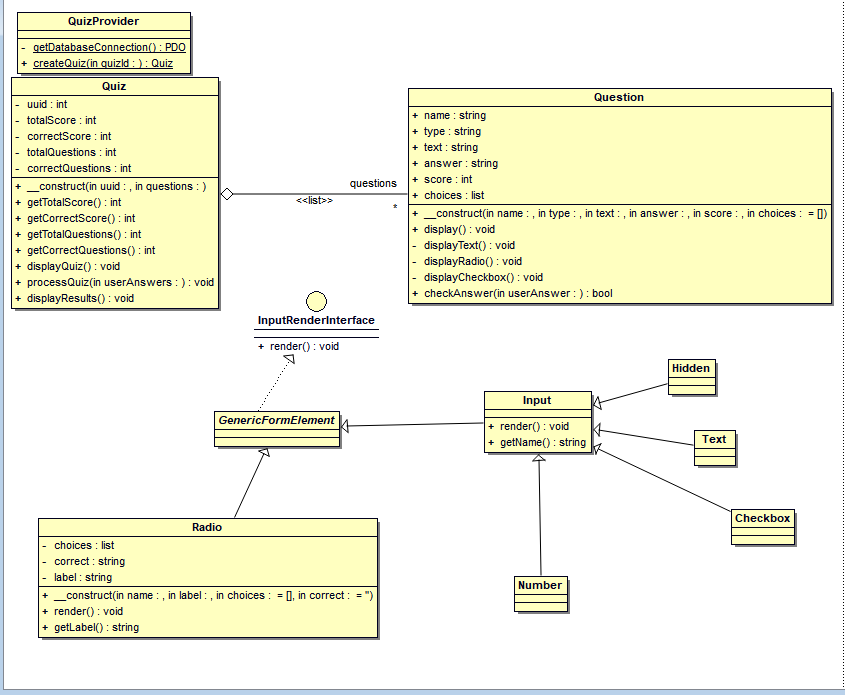 QuizProvider
- getDatabaseConnection() : PDO
+ createQuiz(in quizId : ) : Quiz
Quiz
- uuid : int
- totalScore : int
- correctScore : int
- totalQuestions : int
- correctQuestions : int
+ __construct(in uuid : , in questions : )
+ getTotalScore() : int
+ getCorrectScore() : int
+ getTotalQuestions() : int
+ getCorrectQuestions() : int
+ displayQuiz() : void
+ processQuiz(in userAnswers : ) : void
+ displayResults() : void
questions
<<list>>
*
Question
+ name : string
+ type : string
+ text : string
+ answer : string
+ score : int
+ choices : list
+ __construct(in name : , in type : , in text : , in answer : , in score : , in choices : = [])
+ display() : void
- displayText() : void
- displayRadio() : void
- displayCheckbox() : void
+ checkAnswer(in userAnswer : ) : bool
InputRenderInterface
+ render() : void
GenericFormElement
Input
+ render() : void
+ getName() : string
Hidden
Text
Checkbox
Number
Radio
- choices : list
- correct : string
- label : string
+ __construct(in name : , in label : , in choices : = [], in correct : = '')
+ render() : void
+ getLabel() : string